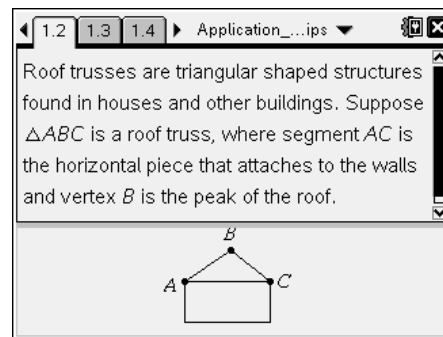 1.2 1.3 1.4 Application_...ips
Roof trusses are triangular shaped structures
found in houses and other buildings. Suppose
△ABC is a roof truss, where segment AC is
the horizontal piece that attaches to the walls
and vertex B is the peak of the roof.
B
A C